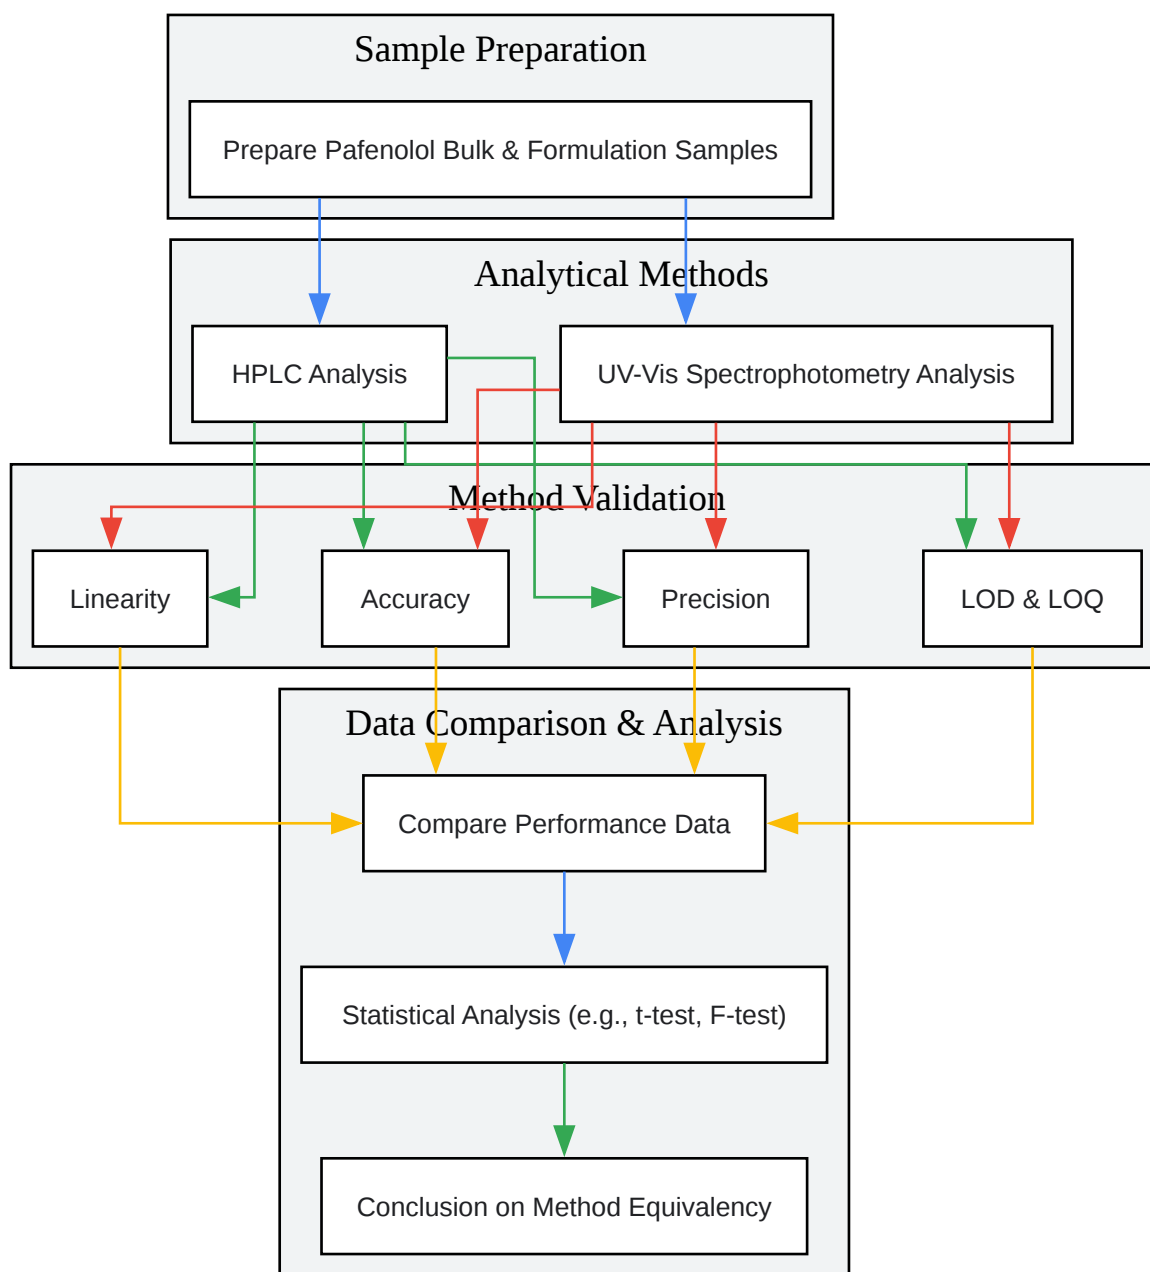 Sample Preparation
Prepare Pafenolol Bulk & Formulation Samples
Analytical Methods
HPLC Analysis
UV-Vis Spectrophotometry Analysis
Method Validation
Linearity
Accuracy
Precision
LOD & LOQ
Data Comparison & Analysis
Compare Performance Data
Statistical Analysis (e.g., t-test, F-test)
Conclusion on Method Equivalency